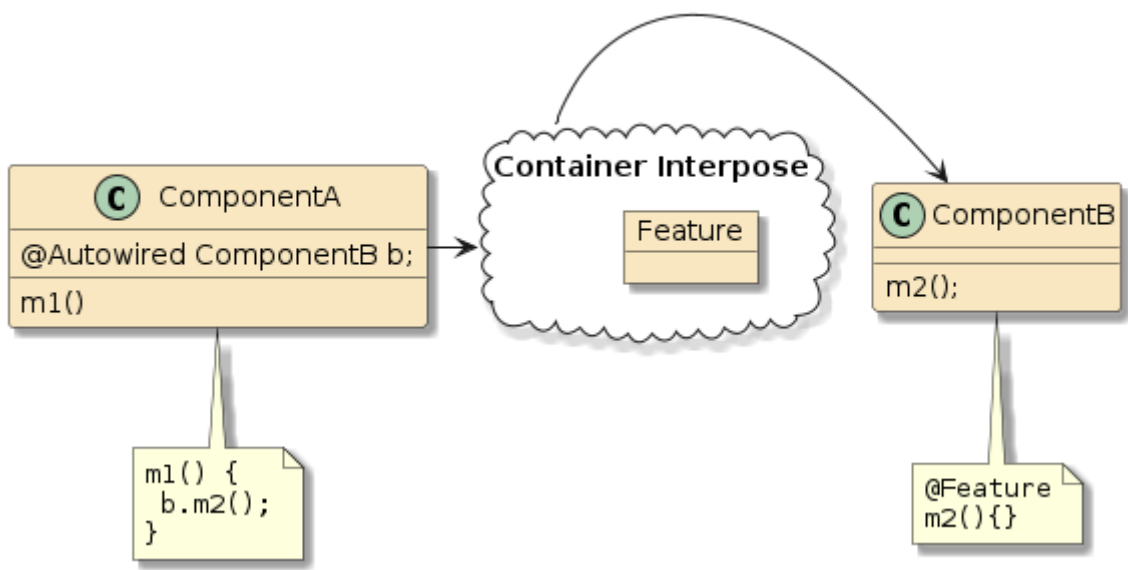 Container Interpose
C ComponentA
@Autowired ComponentB b;
m1()
Feature
C ComponentB
m2();
m1() {
b.m2();
}
@Feature
m2(){}